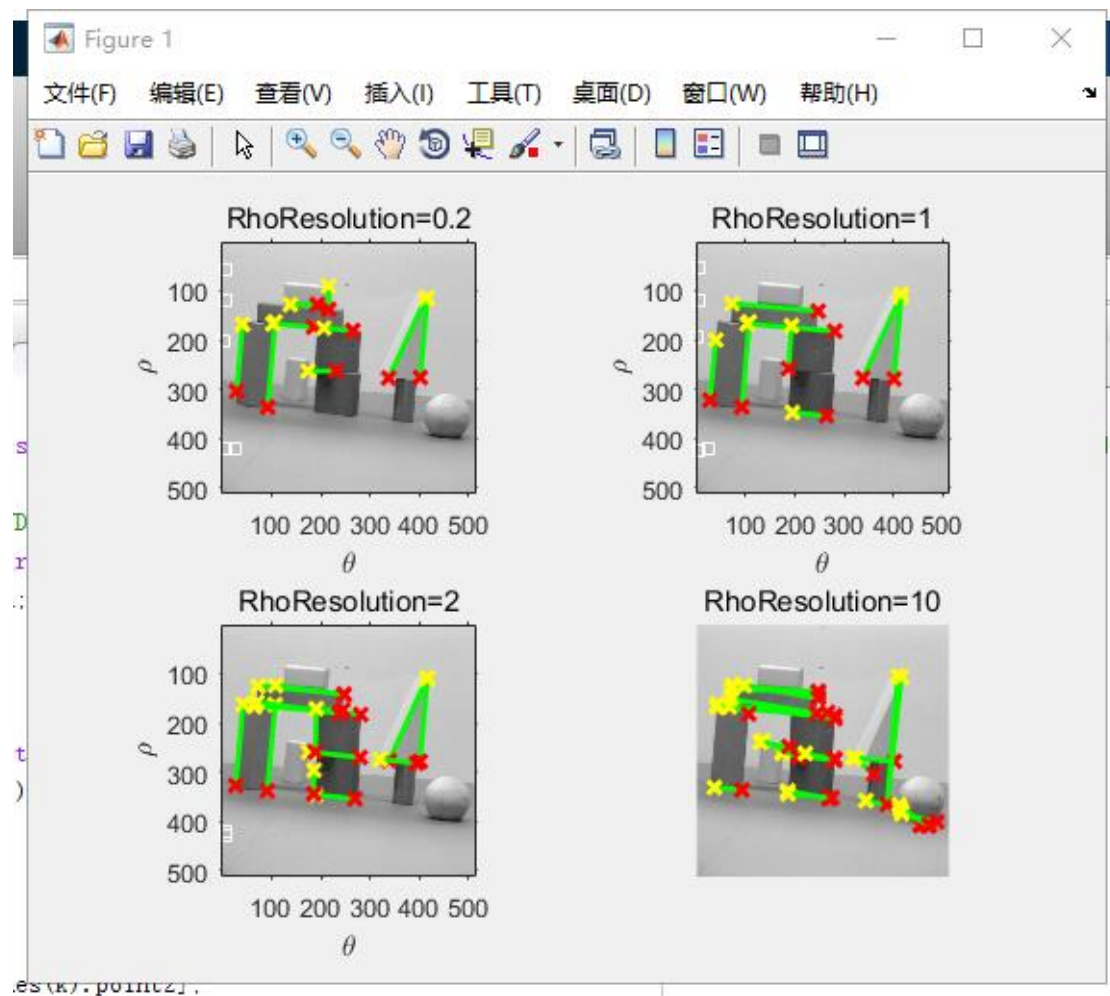 Figure 1
文件(F) 编辑(E) 查看(V) 插入(I) 工具(T) 桌面(D) 窗口(W) 帮助(H)
RhoResolution=0.2
100
200
300
400
500
ρ
100 200 300 400 500
θ
RhoResolution=1
100
200
300
400
500
ρ
100 200 300 400 500
θ
RhoResolution=2
100
200
300
400
500
ρ
100 200 300 400 500
θ
RhoResolution=10
s
D
r
t
)
es(k).point2];